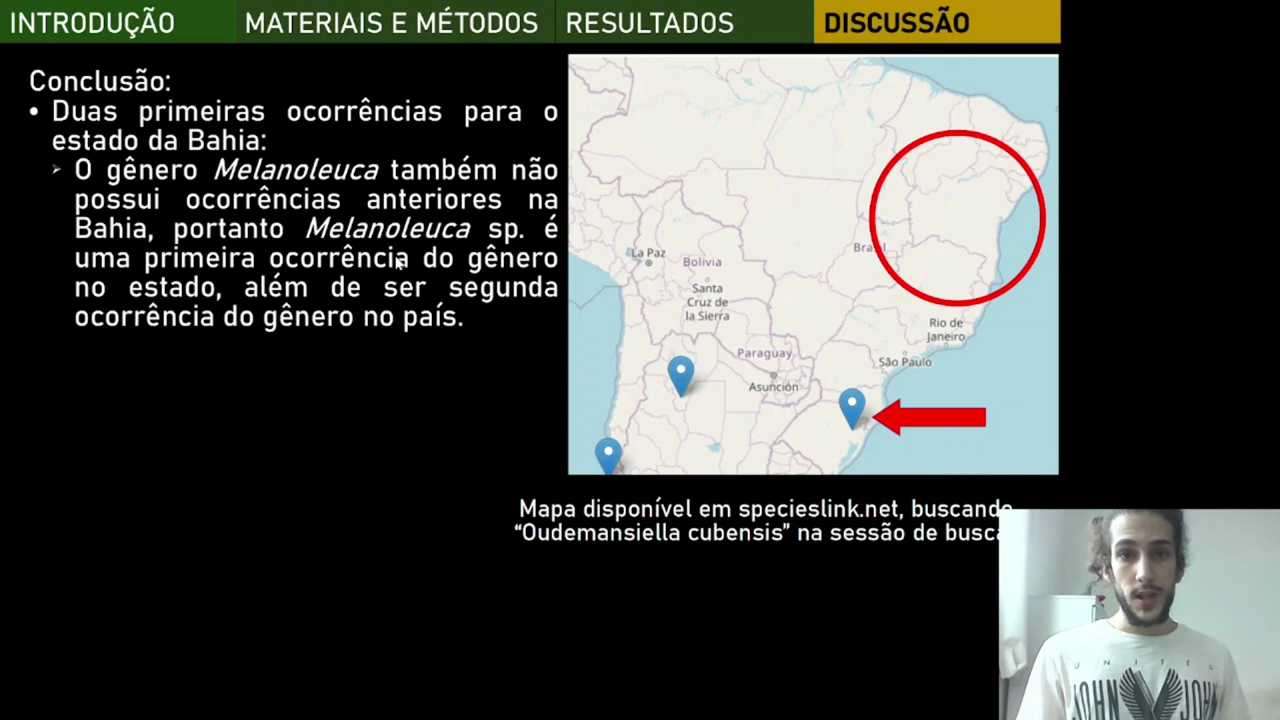 INTRODUÇÃO
MATERIAIS E MÉTODOS
RESULTADOS
DISCUSSÃO
Conclusão:
• Duas primeiras ocorrências para o
estado da Bahia:
➢ O gênero Melanoleuca também não
possui ocorrências anteriores na
Bahia, portanto Melanoleuca sp. é
uma primeira ocorrência do gênero
no estado, além de ser segunda
ocorrência do gênero no país.
La Paz
Bolivia
Santa
Cruz de
la Sierra
Brasil
Paraguay
Asunción
Rio de
Janeiro
São Paulo
Mapa disponível em specieslink.net, buscando
“Oudemansiella cubensis” na sessão de busca
UNITED
JOHN JOHN